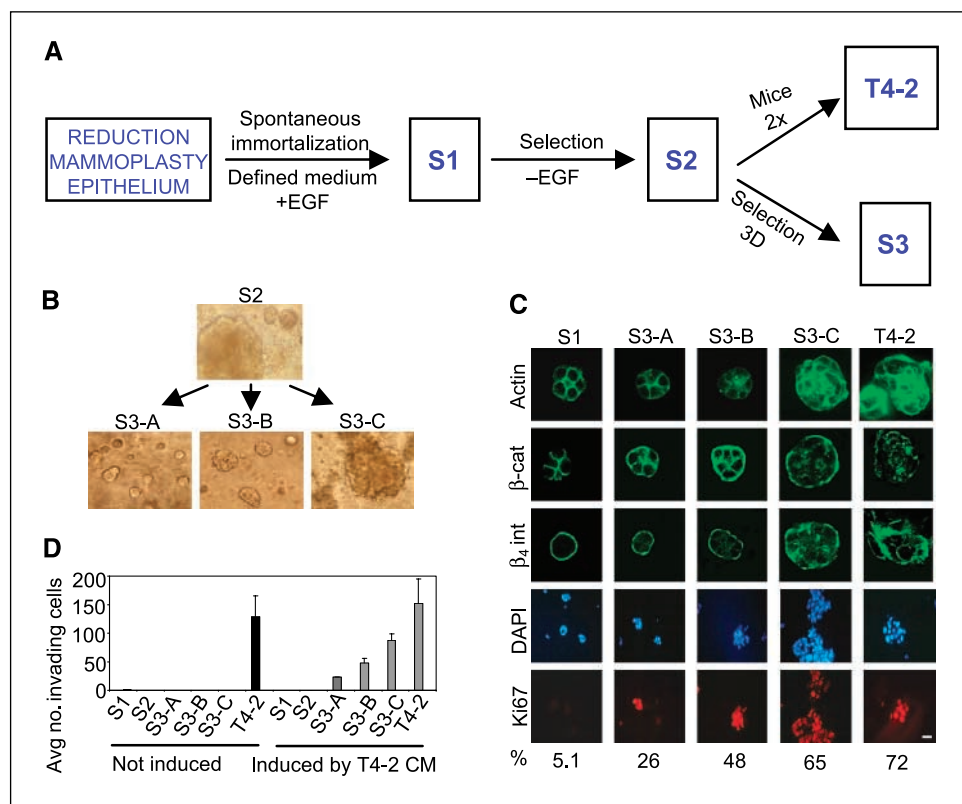 A
REDUCTION
MAMMOPLASTY
EPITHELIUM
Spontaneous
immortalization
Defined medium
+EGF
S1
Selection
–EGF
S2
Mice
2x
T4-2
Selection
3D
S3
B
S2
S3-A
S3-B
S3-C
C
S1 S3-A S3-B S3-C T4-2
Actin
β-cat
β4 int
DAPI
Ki67
% 5.1 26 48 65 72
D
Avg no. invading cells
200
150
100
50
0
S1 S2 S3-A S3-B S3-C T4-2 S1 S2 S3-A S3-B S3-C T4-2
Not induced Induced by T4-2 CM